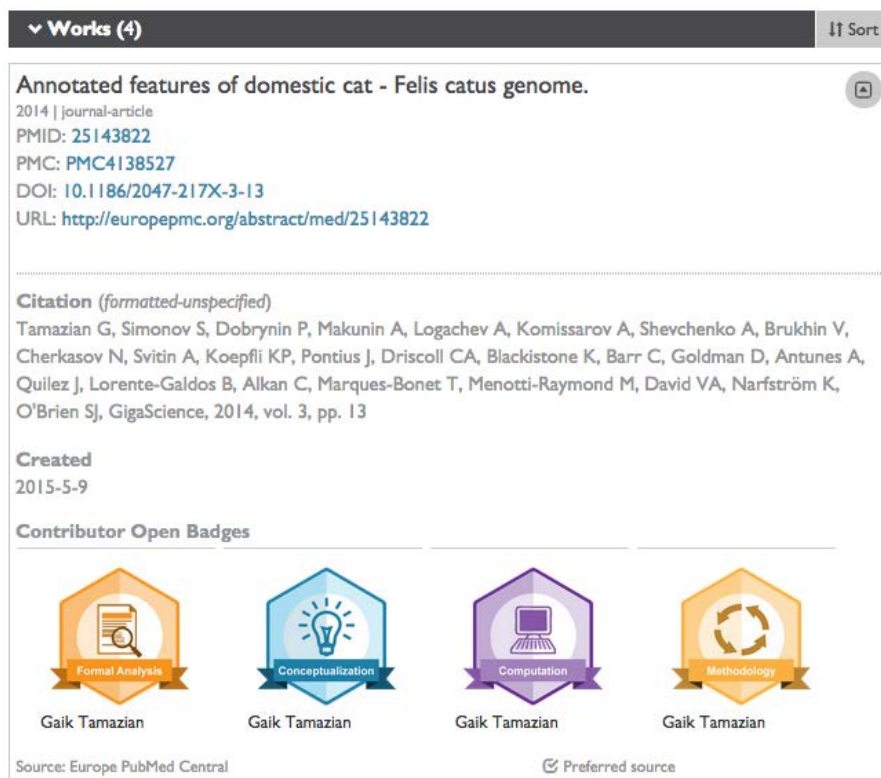 Works (4)
Sort
Annotated features of domestic cat - Felis catus genome.
2014 | journal-article
PMID: 25143822
PMC: PMC4138527
DOI: 10.1186/2047-217X-3-13
URL: http://europepmc.org/abstract/med/25143822
Citation (formatted-unspecified)
Tamazian G, Simonov S, Dobrynin P, Makunin A, Logachev A, Komissarov A, Shevchenko A, Brukhin V,
Cherkasov N, Svitin A, Koepfli KP, Pontius J, Driscoll CA, Blackistone K, Barr C, Goldman D, Antunes A,
Quilez J, Lorente-Galdos B, Alkan C, Marques-Bonet T, Menotti-Raymond M, David VA, Narfström K,
O'Brien SJ, GigaScience, 2014, vol. 3, pp. 13
Created
2015-5-9
Contributor Open Badges
Formal Analysis
Conceptualization
Computation
Methodology
Gaik Tamazian
Gaik Tamazian
Gaik Tamazian
Gaik Tamazian
Source: Europe PubMed Central
Preferred source